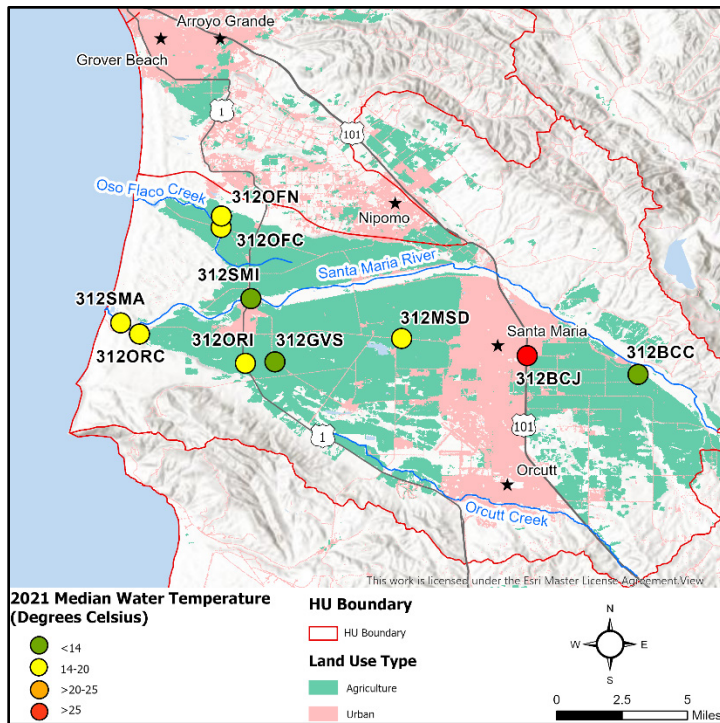 Arroyo Grande
Grover Beach
1
101
Oso Flaco Creek
312OFN
Nipomo
312OFC
312SMI
Santa Maria River
312SMA
312MSD
Santa Maria
312ORC
312ORI
312GVS
312BCC
312BCJ
1
101
Orcutt
Orcutt Creek
This work is licensed under the Esri Master License Agreement.View
2021 Median Water Temperature
(Degrees Celsius)
<14
14-20
>20-25
>25
HU Boundary
HU Boundary
Land Use Type
Agriculture
Urban
N
W
E
S
0
2.5
5
Miles